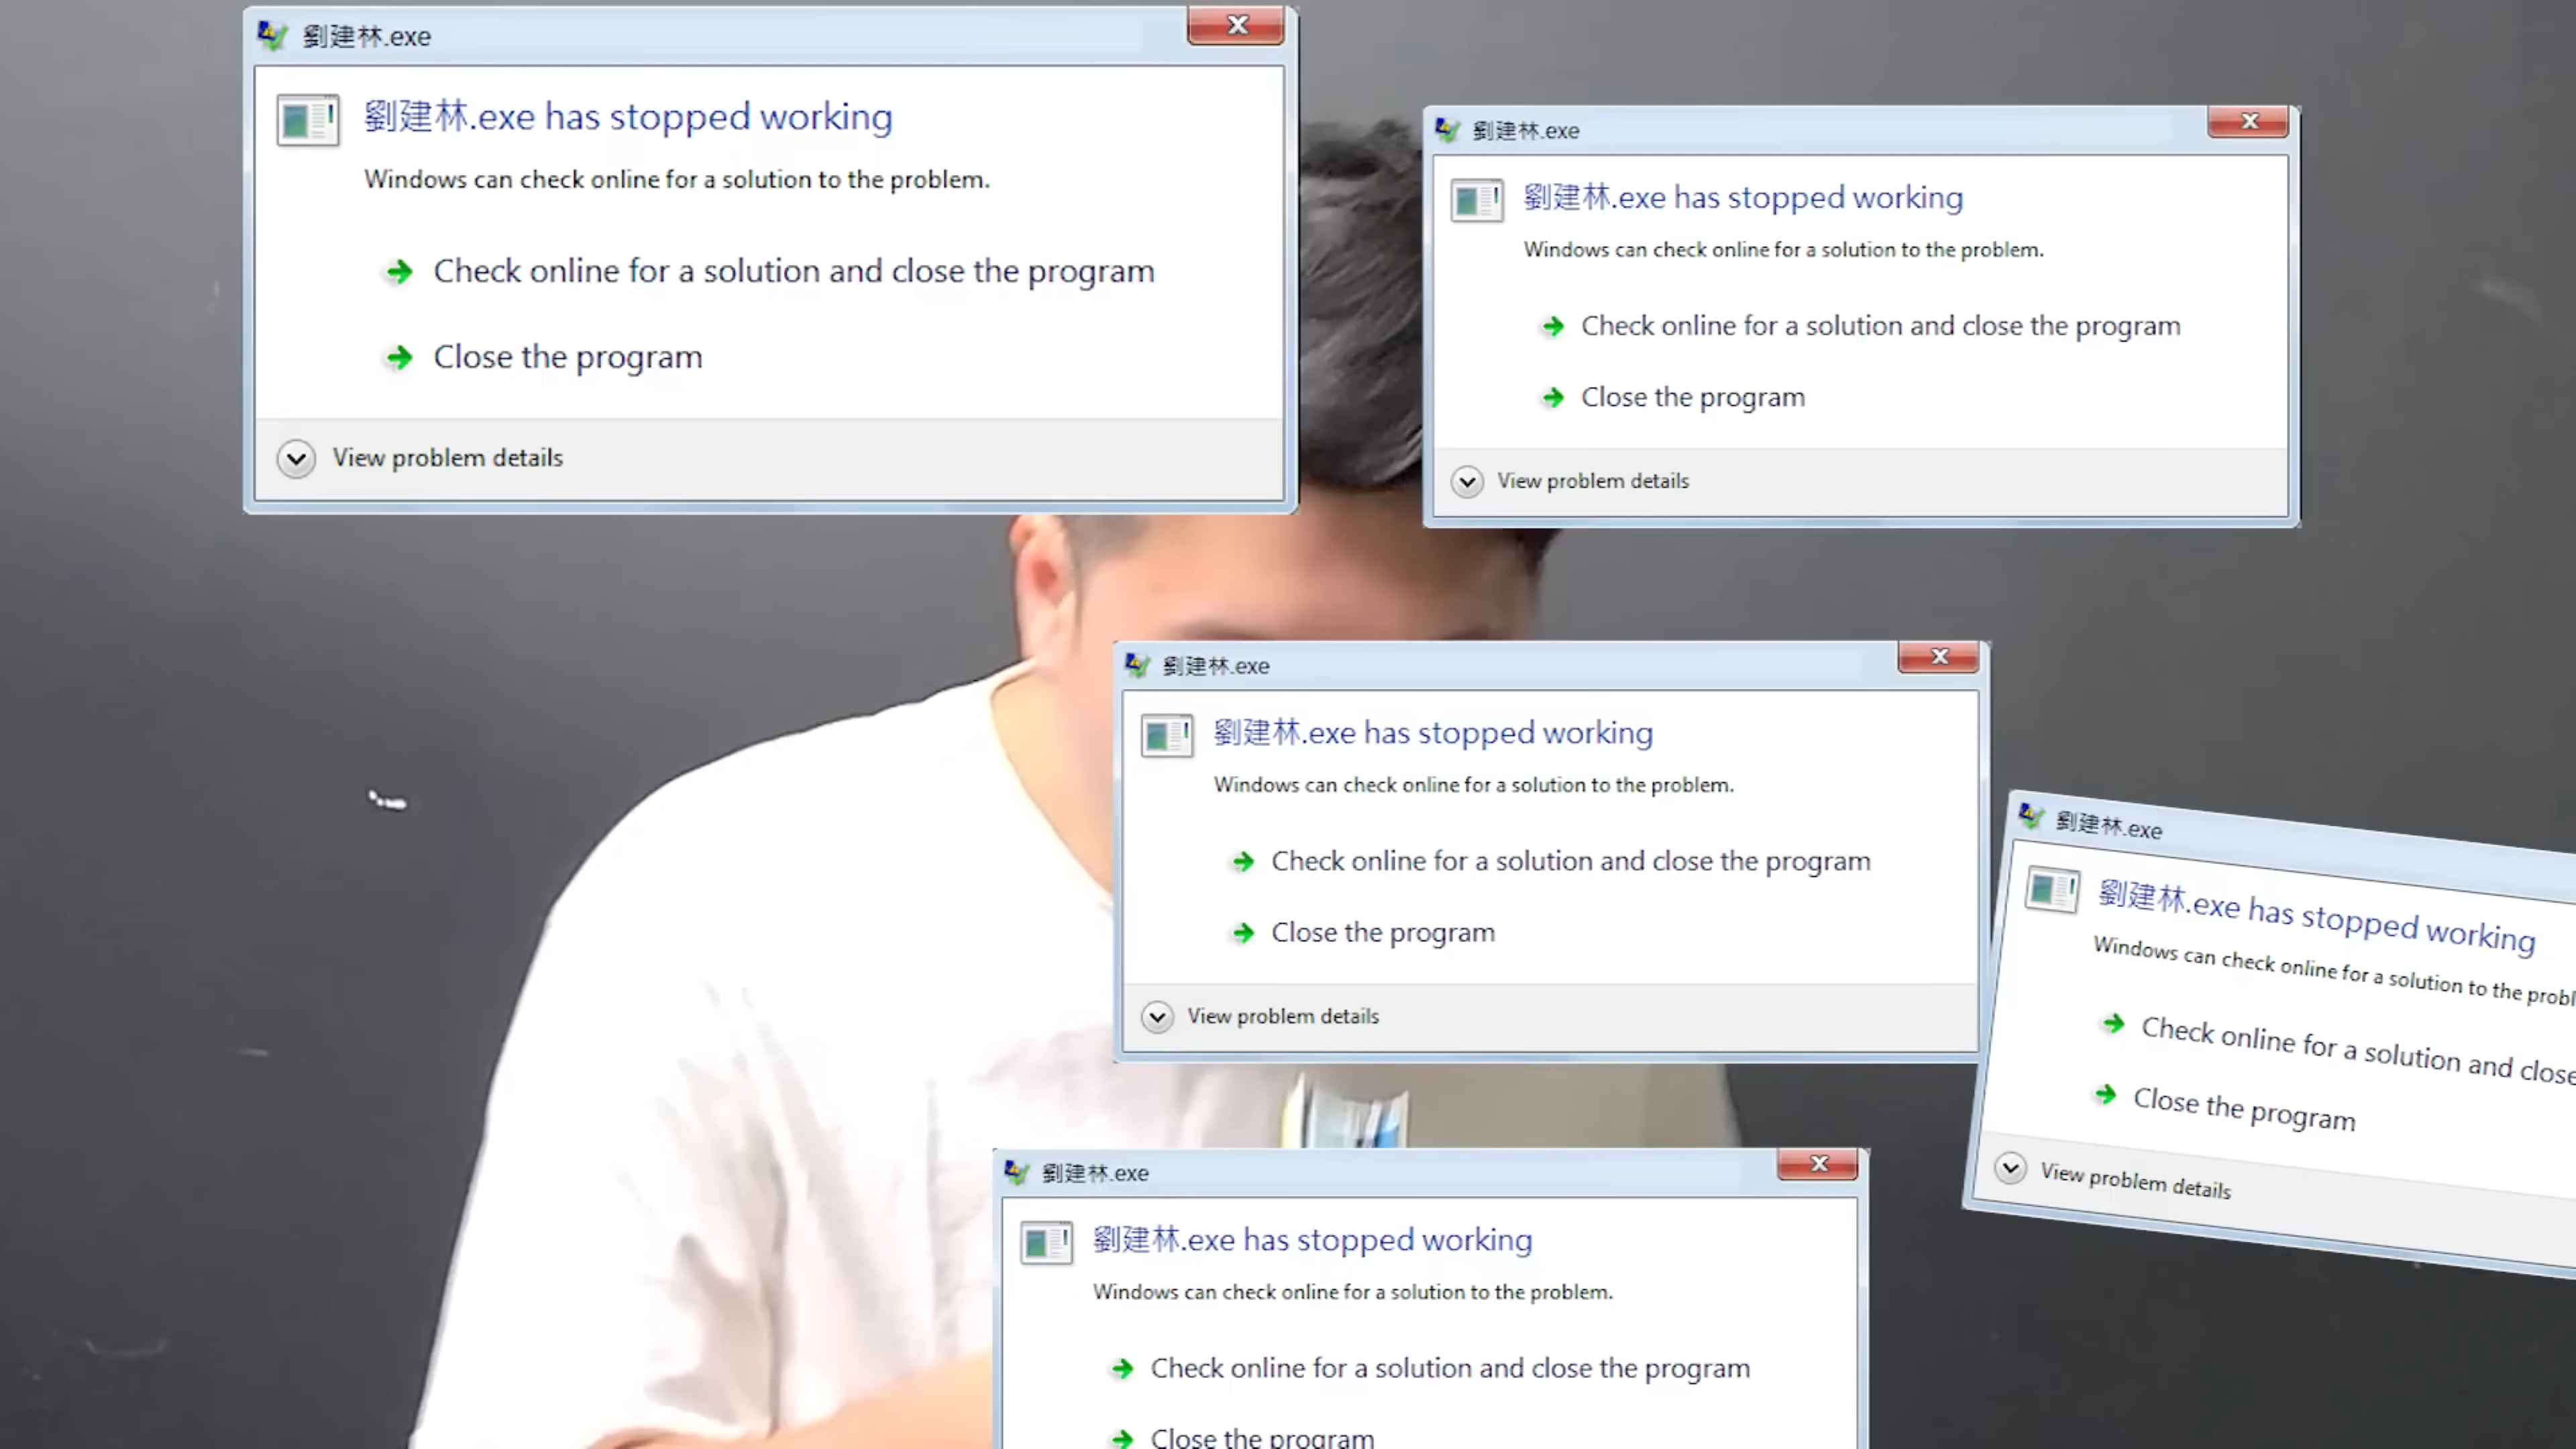 劉建林.exe
劉建林.exe has stopped working
Windows can check online for a solution to the problem.
Check online for a solution and close the program
Close the program
View problem details
劉建林.exe
劉建林.exe has stopped working
Windows can check online for a solution to the problem.
Check online for a solution and close the program
Close the program
View problem details
劉建林.exe
劉建林.exe has stopped working
Windows can check online for a solution to the problem.
Check online for a solution and close the program
Close the program
View problem details
劉建林.exe
劉建林.exe has stopped working
Windows can check online for a solution to the
Check online for a solution and close
Close the program
View problem details
劉建林.exe
劉建林.exe has stopped working
Windows can check online for a solution to the problem.
Check online for a solution and close the program
Close the program